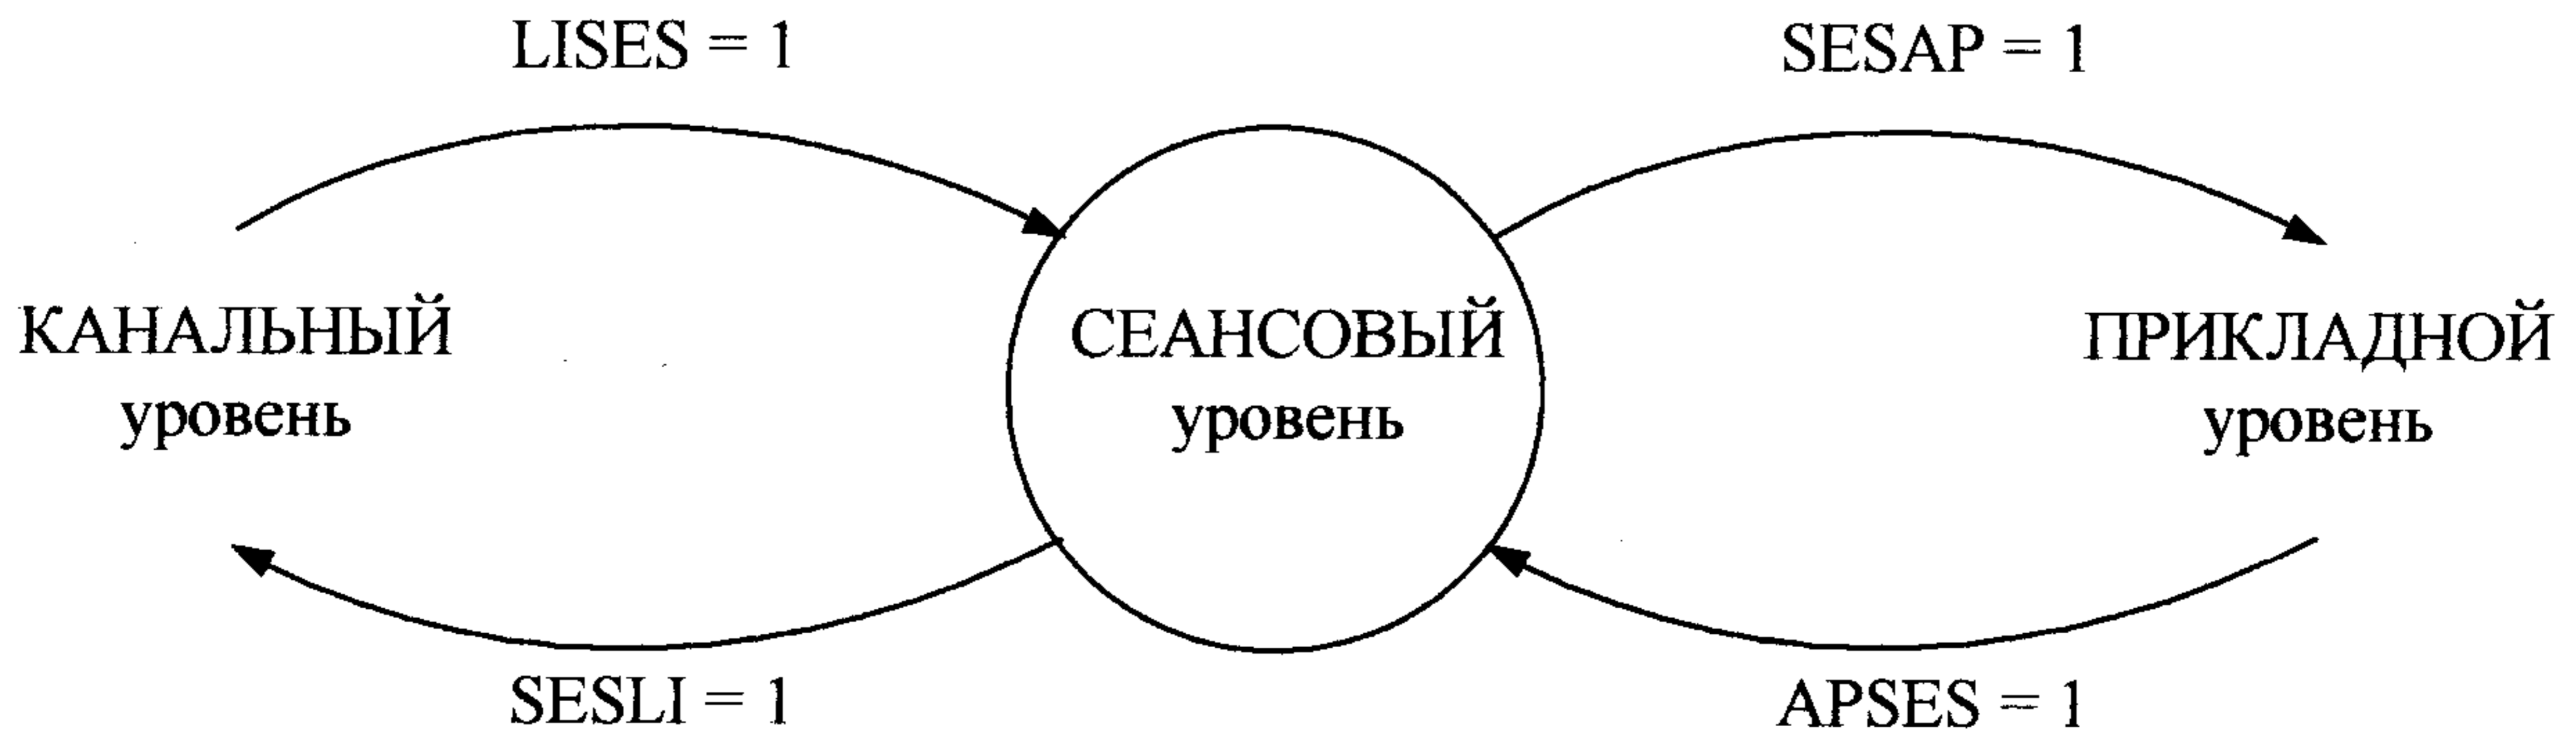 LISES = 1
SESAP = 1
КАНАЛЬНЫЙ
уровень
СЕАНСОВЫЙ
уровень
ПРИКЛАДНОЙ
уровень
SESLI = 1
APSES = 1